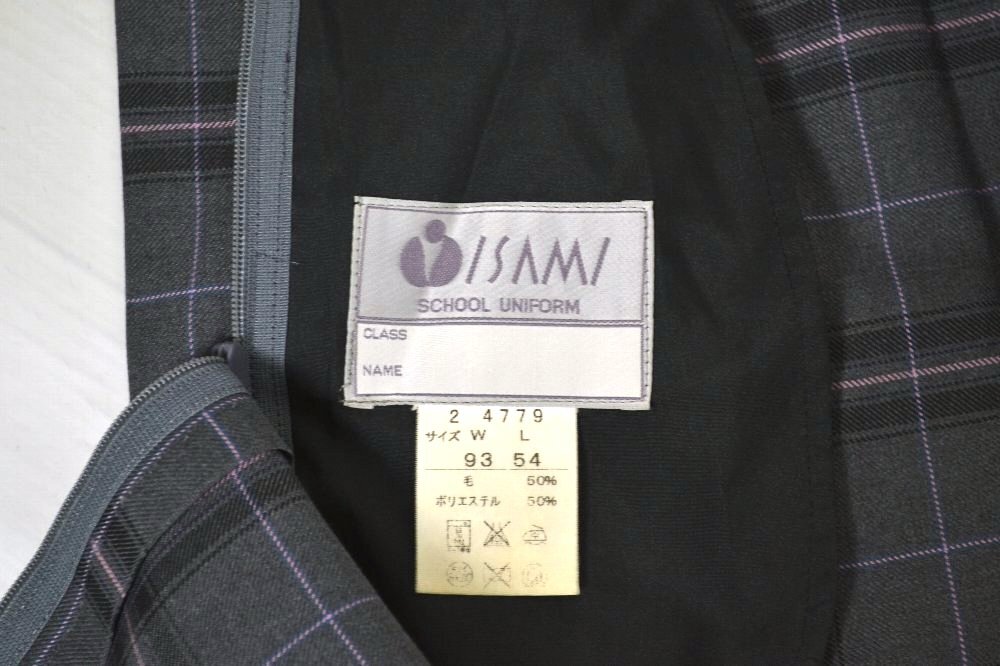 ISAMI
SCHOOL UNIFORM
CLASS
NAME
2 4779
サイズ W L
93 54
毛 50%
ポリエステル 50%